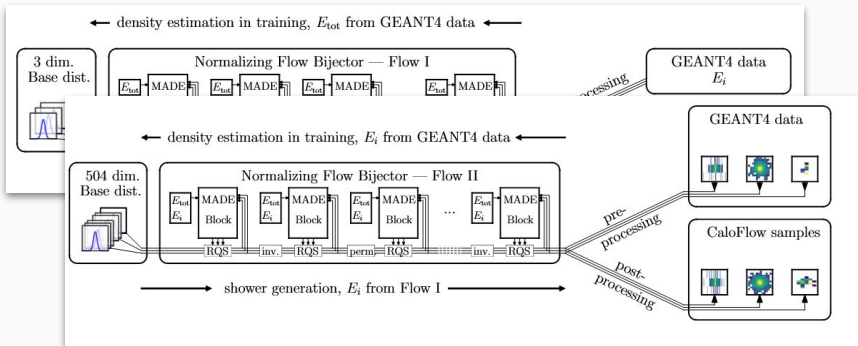 density estimation in training, E_tot from GEANT4 data
3 dim.
Base dist.
Normalizing Flow Bijector — Flow I
E_tot MADE E_tot MADE E_tot MADE E_tot MADE
GEANT4 data
E_i
density estimation in training, E_i from GEANT4 data
504 dim.
Base dist.
Normalizing Flow Bijector — Flow II
E_tot E_i MADE Block
E_tot E_i MADE Block
E_tot E_i MADE Block
...
E_tot E_i MADE Block
RQS inv. RQS perm RQS inv. RQS
shower generation, E_i from Flow I
pre-
processing
post-
processing
GEANT4 data
CaloFlow samples